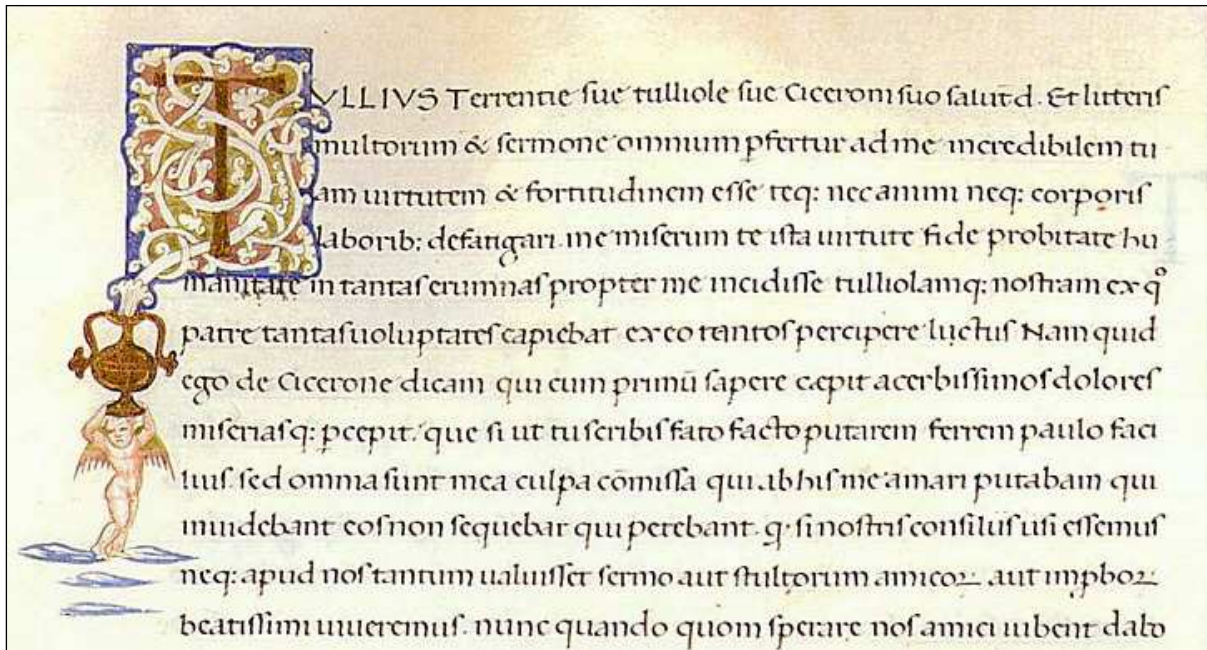 TVLLIVS Terrentie sue tulliole sue Ciceroni suo salut̄ d. Et litteris
multorum & sermone omnium p̲fertur ad me incredibilem tu
am uirtutem & fortitudinem esse teq: nec animi neq: corporis
laborib: defatigari. me miserum te ista uirtute fide probitate hu
manitate in tantas erumnas propter me incidisse tulliolamq: nostram ex qͦ
patre tantas uoluptates capiebat ex eo tantos percipere luctus Nam quid
ego de Cicerone dicam qui cum primū sapere cæpit acerbissimos dolores
miseriasq: p̲cepit. que si ut tu scribis fato facto putarem ferrem paulo faci
lius. sed omnia sunt mea culpa cōmissa qui ab his me amari putabam qui
inuidebant eos non sequebar qui petebant. q. si nostris consiliis usi essemus
neq: apud nos tantum ualuisset sermo aut stultorum amicoꝝ aut imp̲boꝝ
beatissimi uiueremus. nunc quando quom sperare nos amici iubent dabo